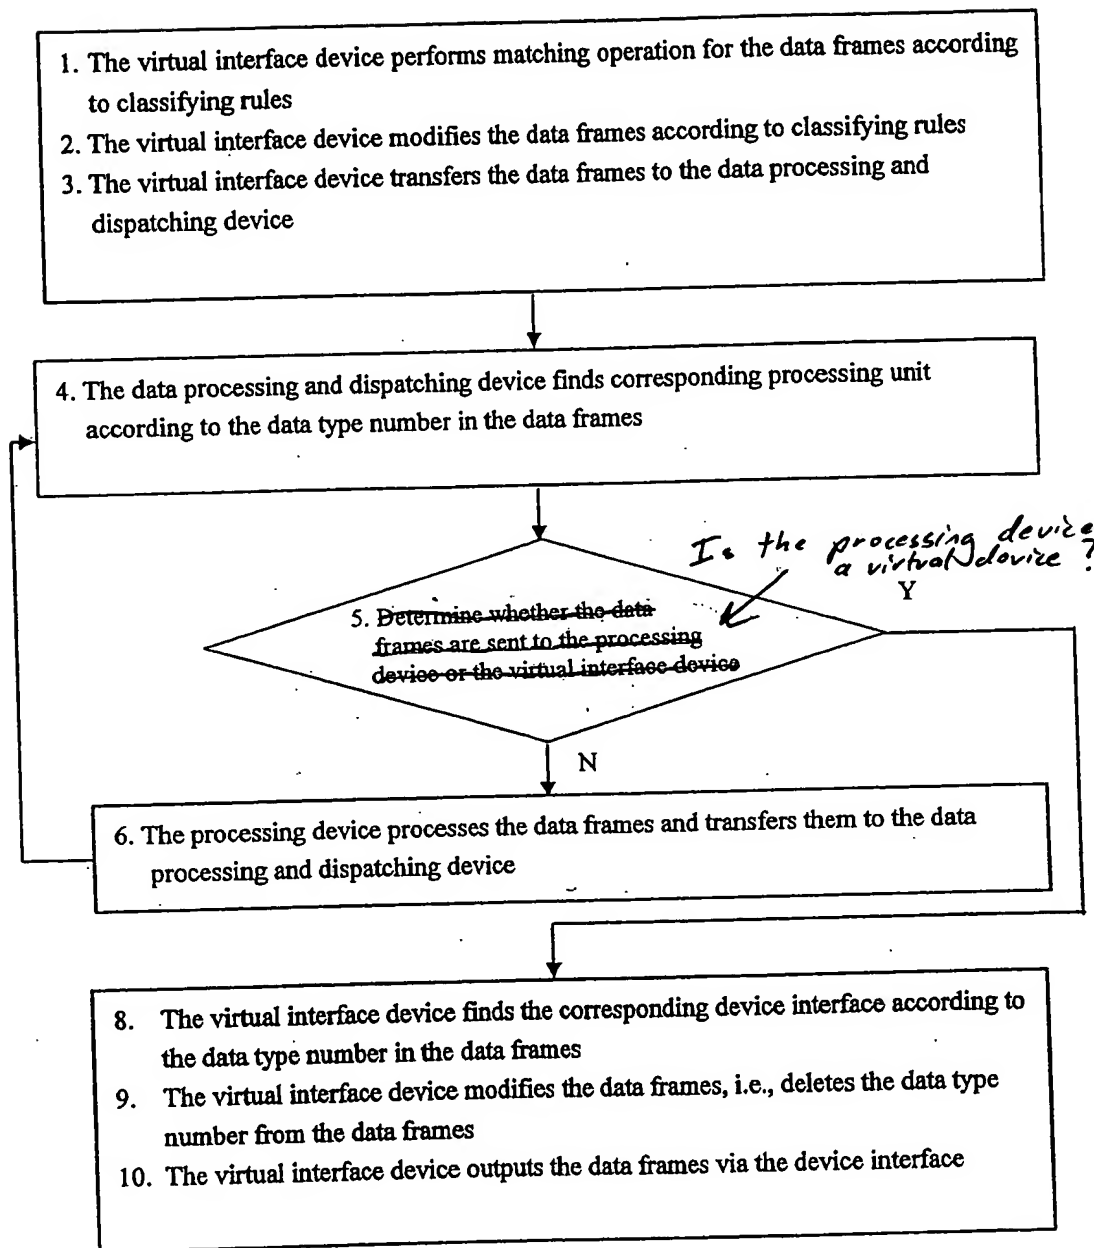 1. The virtual interface device performs matching operation for the data frames according
to classifying rules
2. The virtual interface device modifies the data frames according to classifying rules
3. The virtual interface device transfers the data frames to the data processing and
dispatching device
4. The data processing and dispatching device finds corresponding processing unit
according to the data type number in the data frames
Is the processing device
a virtual device ?
Y
5. Determine whether the data
frames are sent to the processing
device or the virtual interface device
N
6. The processing device processes the data frames and transfers them to the data
processing and dispatching device
8. The virtual interface device finds the corresponding device interface according to
the data type number in the data frames
9. The virtual interface device modifies the data frames, i.e., deletes the data type
number from the data frames
10. The virtual interface device outputs the data frames via the device interface